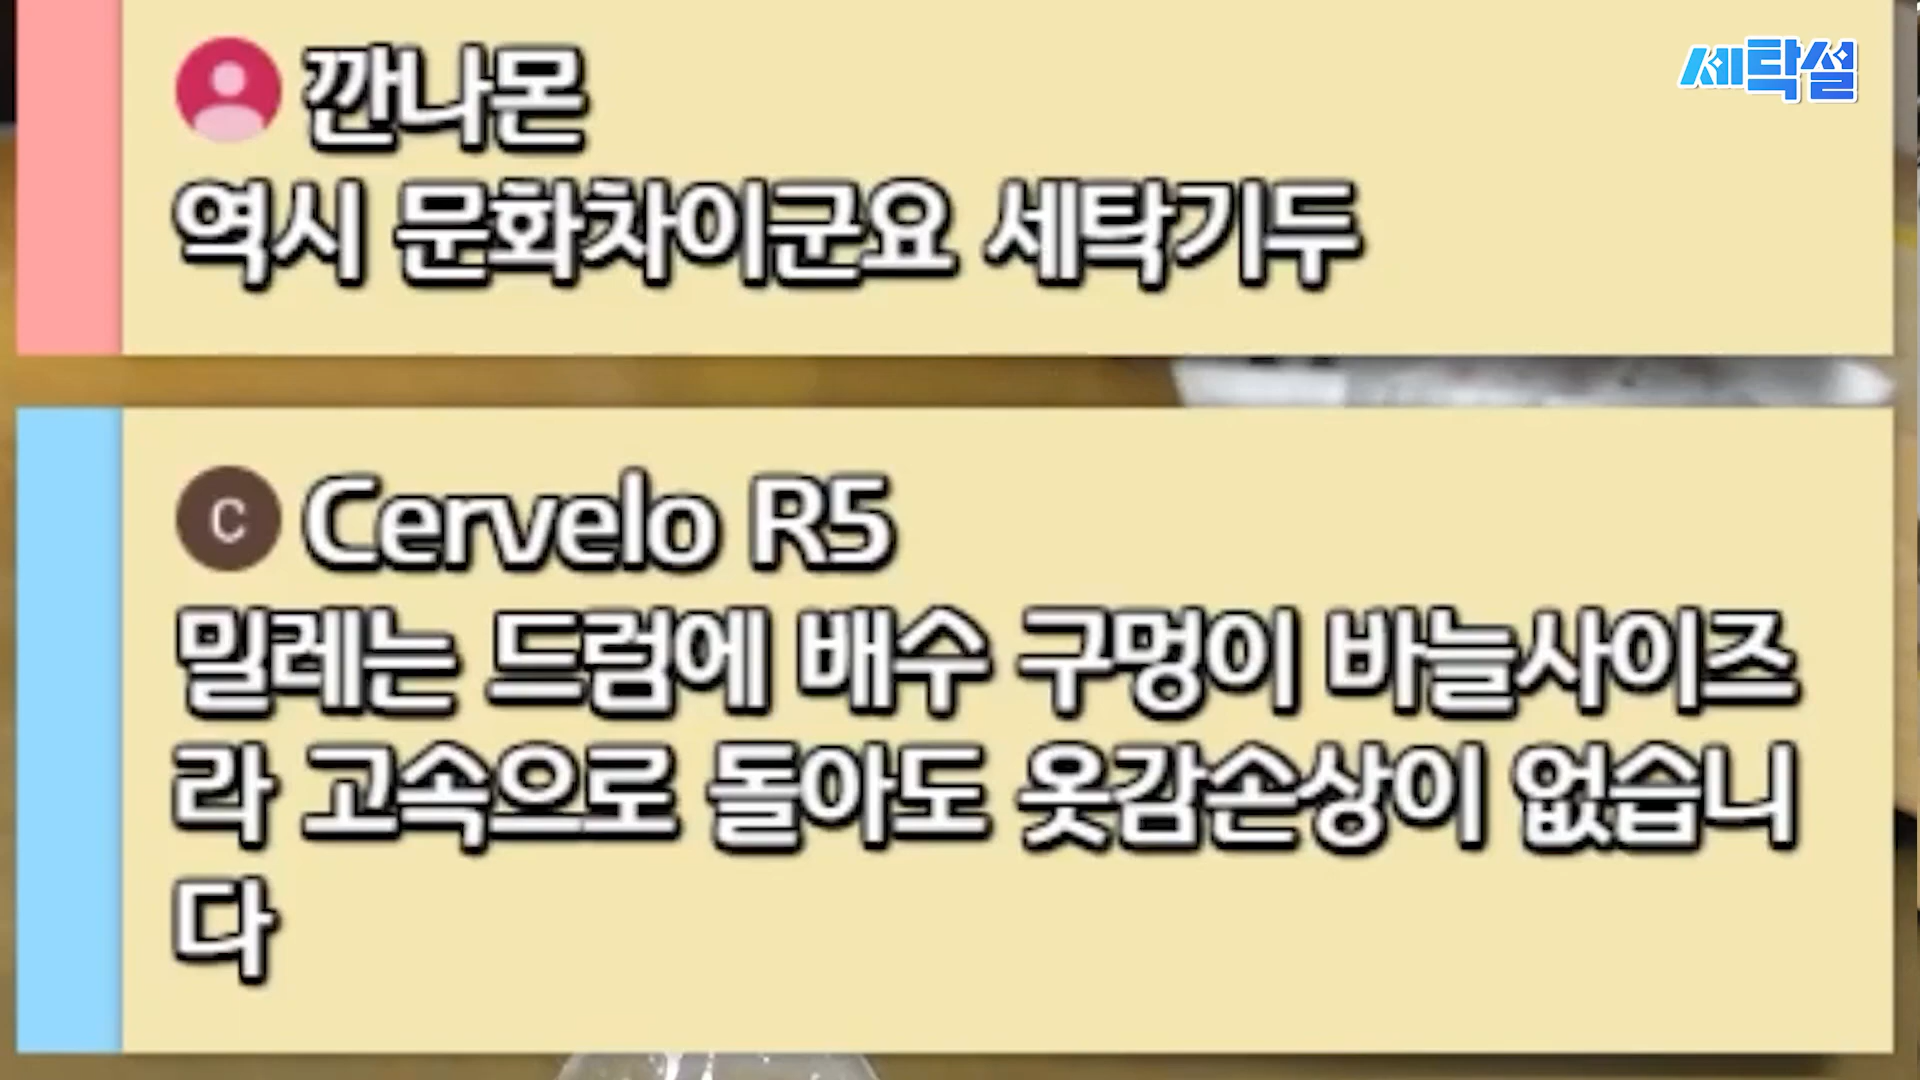 세탁설
깐나몬
역시 문화차이군요 세탁기두
C Cervelo R5
밀레는 드럼에 배수 구멍이 바늘사이즈
라 고속으로 돌아도 옷감손상이 없습니
다